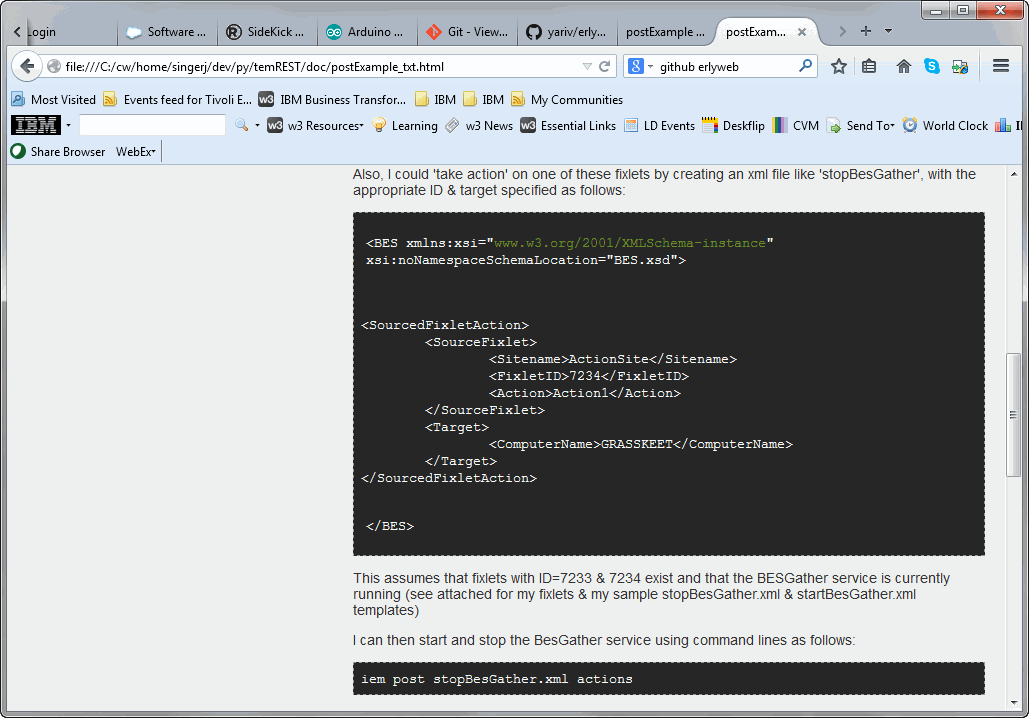 Login
Software ...
SideKick ...
Arduino ...
Git - View...
yariv/erly...
postExample ...
postExam...
file:///C:/cw/home/singerj/dev/py/temREST/doc/postExample_txt.html
github erlyweb
Most Visited
Events feed for Tivoli E...
w3 IBM Business Transfor...
IBM
IBM
My Communities
IBM
w3 w3 Resources
Learning
w3 News
w3 Essential Links
LD Events
Deskflip
CVM
Send To
World Clock
Share Browser
WebEx
Also, I could 'take action' on one of these fixlets by creating an xml file like 'stopBesGather', with the
appropriate ID & target specified as follows:
<BES xmlns:xsi="www.w3.org/2001/XMLSchema-instance"
xsi:noNamespaceSchemaLocation="BES.xsd">
<SourcedFixletAction>
<SourceFixlet>
<Sitename>ActionSite</Sitename>
<FixletID>7234</FixletID>
<Action>Action1</Action>
</SourceFixlet>
<Target>
<ComputerName>GRASSKEET</ComputerName>
</Target>
</SourcedFixletAction>
</BES>
This assumes that fixlets with ID=7233 & 7234 exist and that the BESGather service is currently
running (see attached for my fixlets & my sample stopBesGather.xml & startBesGather.xml
templates)
I can then start and stop the BesGather service using command lines as follows:
iem post stopBesGather.xml actions